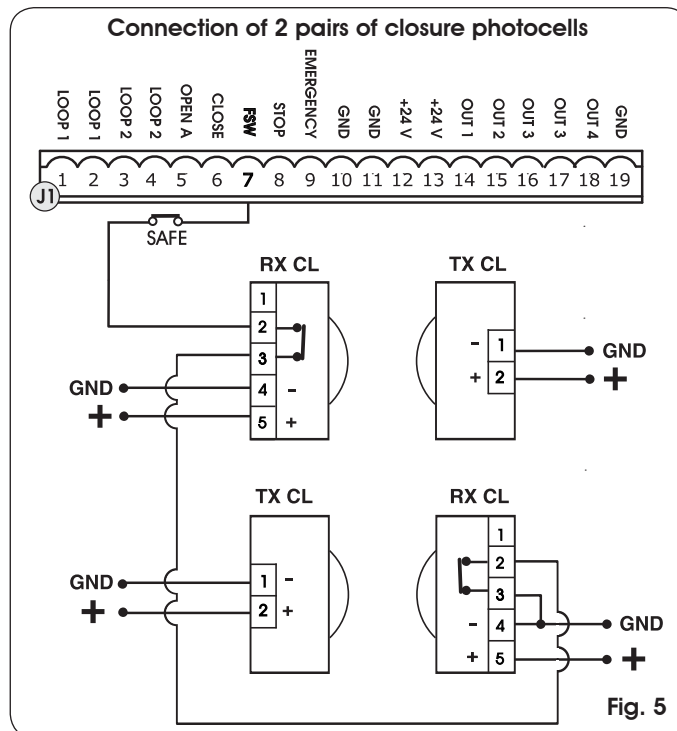 Connection of 2 pairs of closure photocells
LOOP 1 LOOP 1 LOOP 2 LOOP 2 OPEN A CLOSE FSW STOP EMERGENCY GND GND +24 V +24 V OUT 1 OUT 2 OUT 3 OUT 3 OUT 4 GND
1 2 3 4 5 6 7 8 9 10 11 12 13 14 15 16 17 18 19
J1
SAFE
RX CL
1
2
3
GND 4 -
+ 5 +
TX CL
- 1 GND
+ 2 +
TX CL
GND 1 -
+ 2 +
RX CL
1
2
3
- 4 GND
+ 5 +
Fig. 5